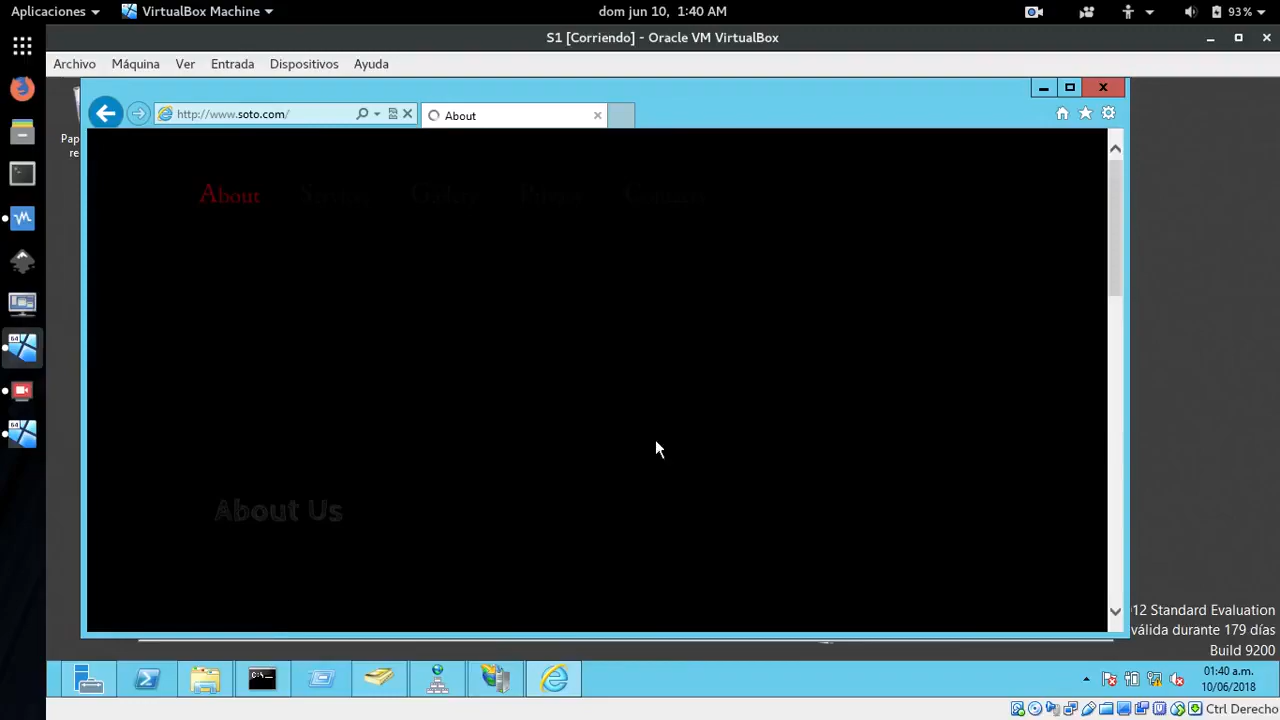 Aplicaciones
VirtualBox Machine
dom jun 10, 1:40 AM
93%
S1 [Corriendo] - Oracle VM VirtualBox
Archivo
Máquina
Ver
Entrada
Dispositivos
Ayuda
http://www.soto.com/
About
Pap
re
About
About Us
12 Standard Evaluation
válida durante 179 días
Build 9200
01:40 a.m.
10/06/2018
Ctrl Derecho